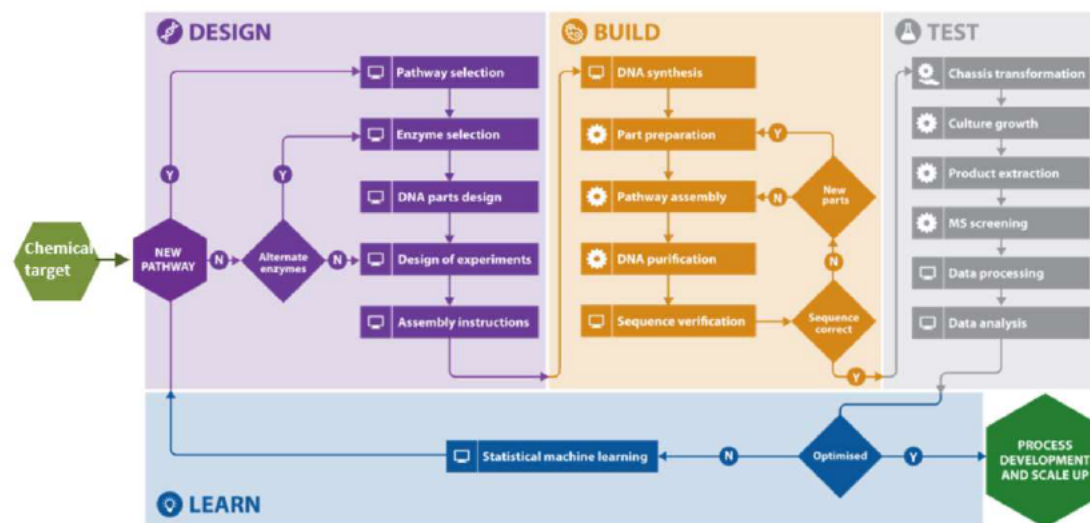 DESIGN
BUILD
TEST
Pathway selection
Enzyme selection
DNA parts design
Design of experiments
Assembly instructions
Y
Y
Chemical
target
NEW
PATHWAY
N
Alternate
enzymes
N
DNA synthesis
Part preparation
Pathway assembly
DNA purification
Sequence verification
Y
New
parts
N
N
Sequence
correct
Y
Chassis transformation
Culture growth
Product extraction
MS screening
Data processing
Data analysis
Statistical machine learning
N
Optimised
Y
PROCESS
DEVELOPMENT
AND SCALE UP
LEARN